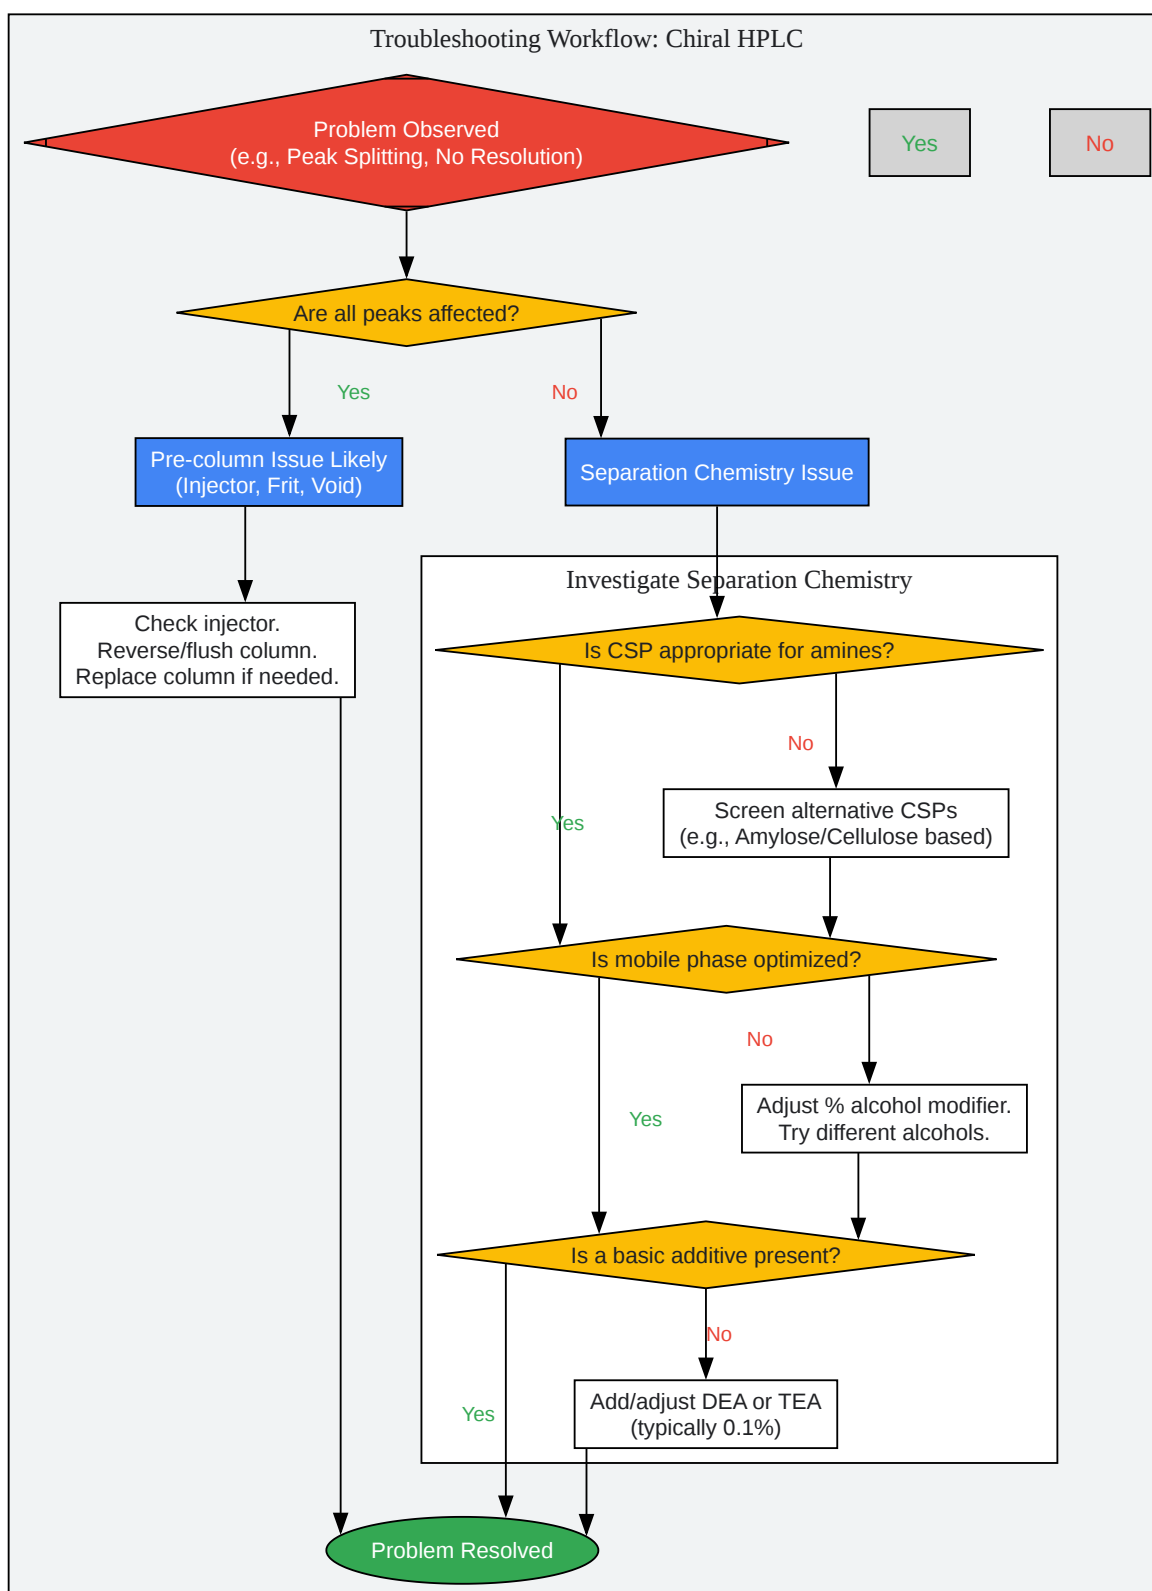 Troubleshooting Workflow: Chiral HPLC
Problem Observed
(e.g., Peak Splitting, No Resolution)
Yes
No
Are all peaks affected?
Yes
No
Pre-column Issue Likely
(Injector, Frit, Void)
Separation Chemistry Issue
Investigate Separation Chemistry
Check injector.
Reverse/flush column.
Replace column if needed.
Is CSP appropriate for amines?
No
Yes
Screen alternative CSPs
(e.g., Amylose/Cellulose based)
Is mobile phase optimized?
No
Yes
Adjust % alcohol modifier.
Try different alcohols.
Is a basic additive present?
No
Yes
Add/adjust DEA or TEA
(typically 0.1%)
Problem Resolved